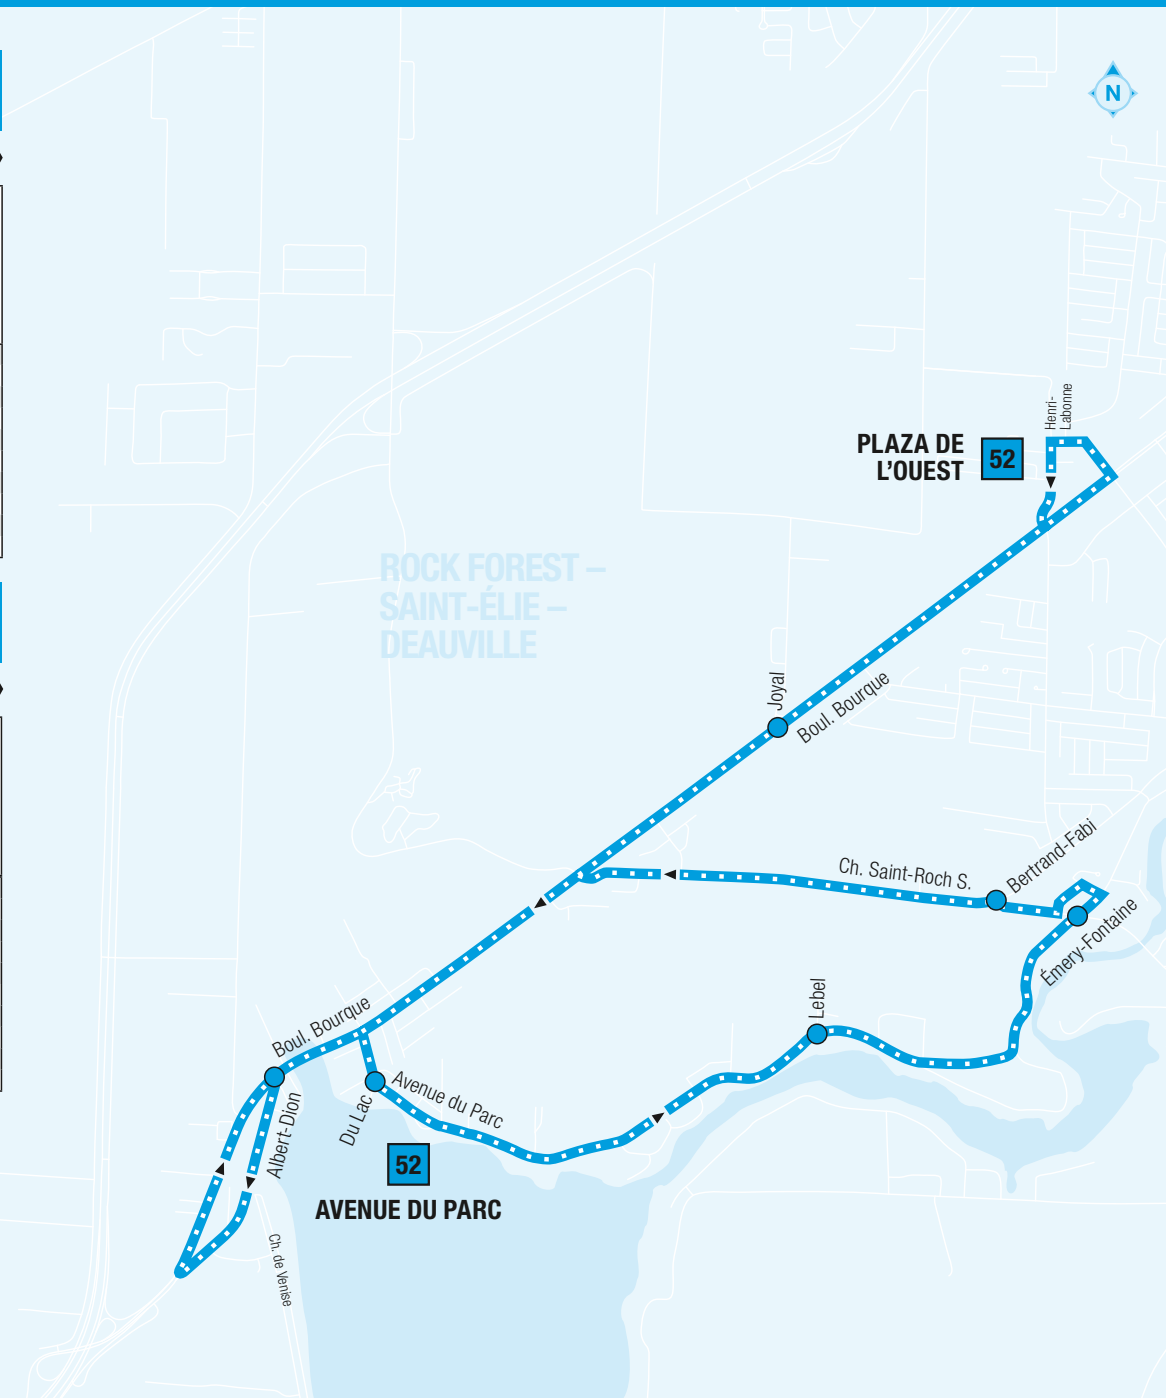 N
Henri-
Labonne
PLAZA DE
L'OUEST
52
ROCK FOREST –
SAINT-ÉLIE –
DEAUVILLE
Joyal
Boul. Bourque
Bertrand-Fabi
Ch. Saint-Roch S.
Émery-Fontaine
Lebel
Boul. Bourque
Avenue du Parc
Du Lac
Albert-Dion
52
AVENUE DU PARC
Ch. de Venise